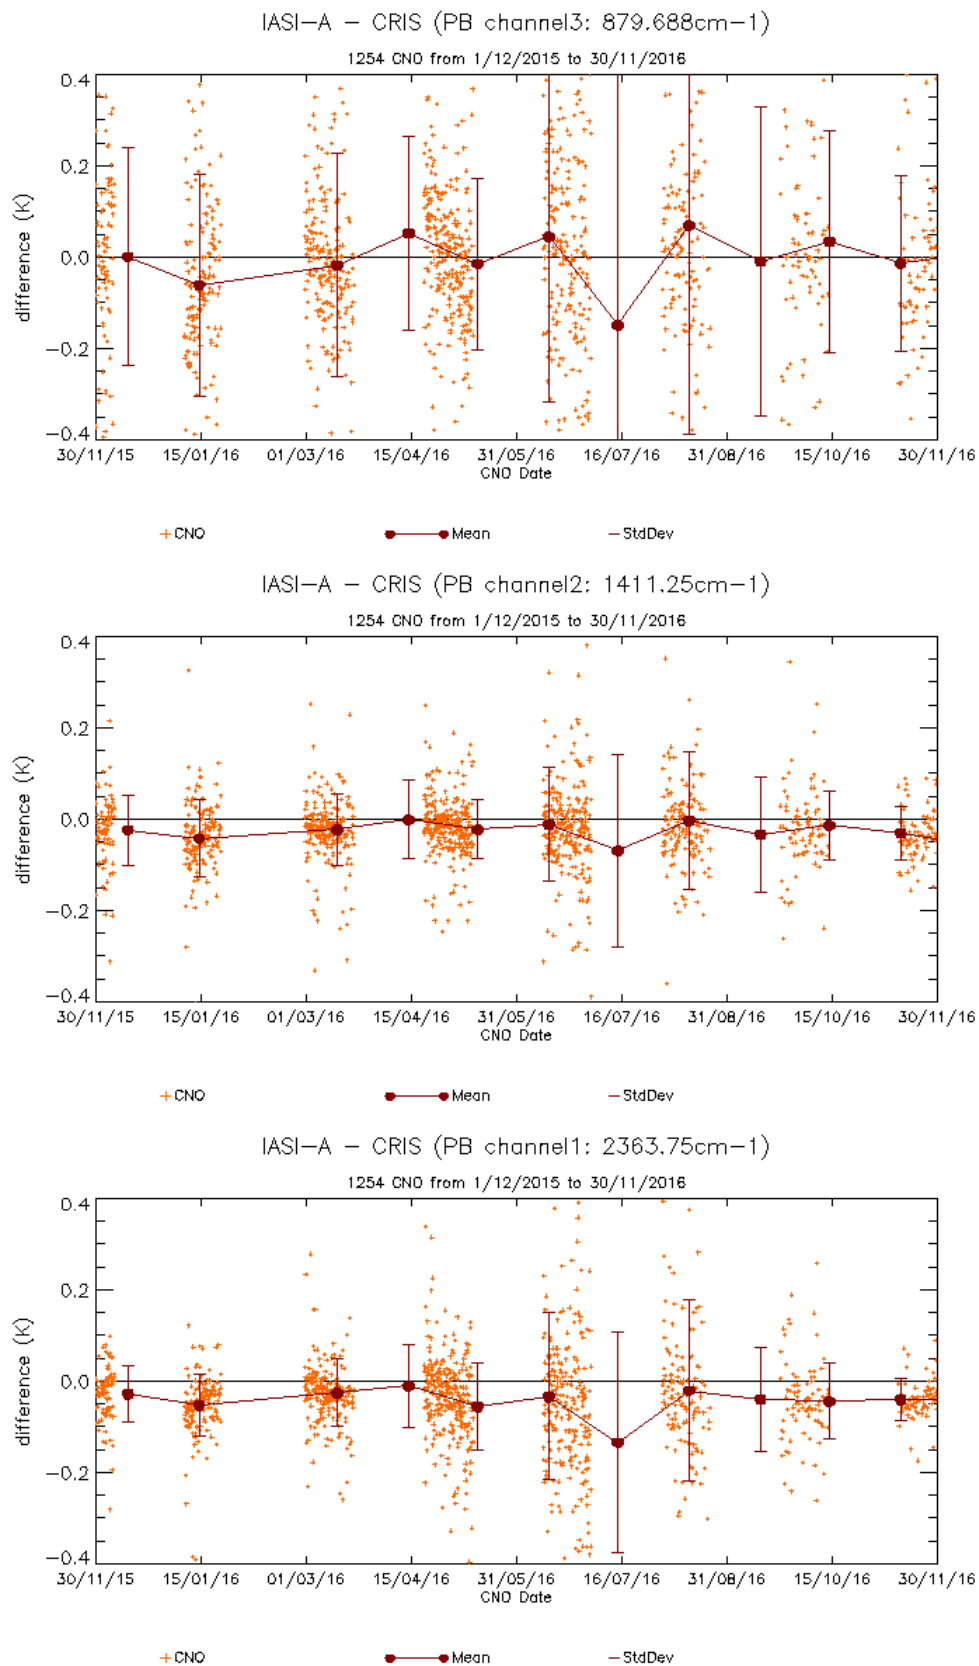 IASI-A - CRIS (PB channel3: 879.688cm-1)
1254 CNO from 1/12/2015 to 30/11/2016
difference (K)
0.4
0.2
0.0
-0.2
-0.4
30/11/15 15/01/16 01/03/16 15/04/16 31/05/16 16/07/16 31/08/16 15/10/16 30/11/16
CNO Date
CNO Mean StdDev
IASI-A - CRIS (PB channel2: 1411.25cm-1)
1254 CNO from 1/12/2015 to 30/11/2016
difference (K)
0.4
0.2
0.0
-0.2
-0.4
30/11/15 15/01/16 01/03/16 15/04/16 31/05/16 16/07/16 31/08/16 15/10/16 30/11/16
CNO Date
CNO Mean StdDev
IASI-A - CRIS (PB channel1: 2363.75cm-1)
1254 CNO from 1/12/2015 to 30/11/2016
difference (K)
0.4
0.2
0.0
-0.2
-0.4
30/11/15 15/01/16 01/03/16 15/04/16 31/05/16 16/07/16 31/08/16 15/10/16 30/11/16
CNO Date
CNO Mean StdDev